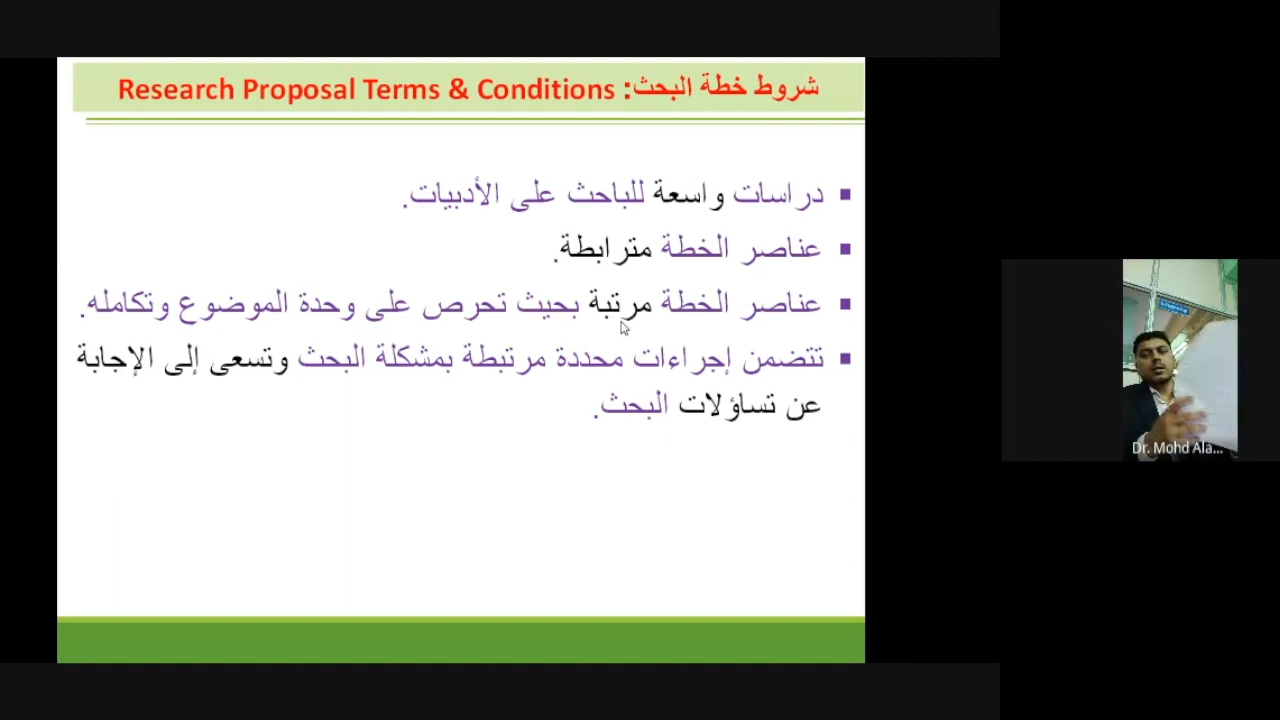 شروط خطة البحث: Research Proposal Terms & Conditions
▪ دراسات واسعة للباحث على الأدبيات.
▪ عناصر الخطة مترابطة.
▪ عناصر الخطة مرتبة بحيث تحرص على وحدة الموضوع وتكامله.
▪ تتضمن إجراءات محددة مرتبطة بمشكلة البحث وتسعى إلى الإجابة
عن تساؤلات البحث.
Dr. Mohd Ala...